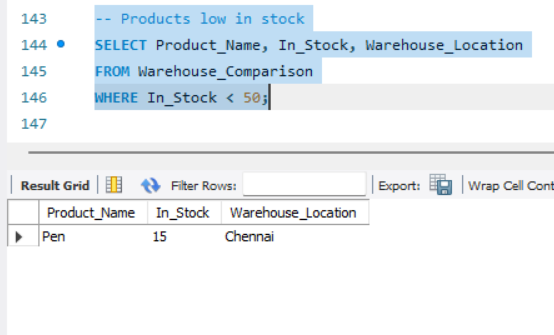 143 -- Products low in stock
144 SELECT Product_Name, In_Stock, Warehouse_Location
145 FROM Warehouse_Comparison
146 WHERE In_Stock < 50;
147
Result Grid Filter Rows: Export: Wrap Cell Cont
Product_Name In_Stock Warehouse_Location
Pen 15 Chennai